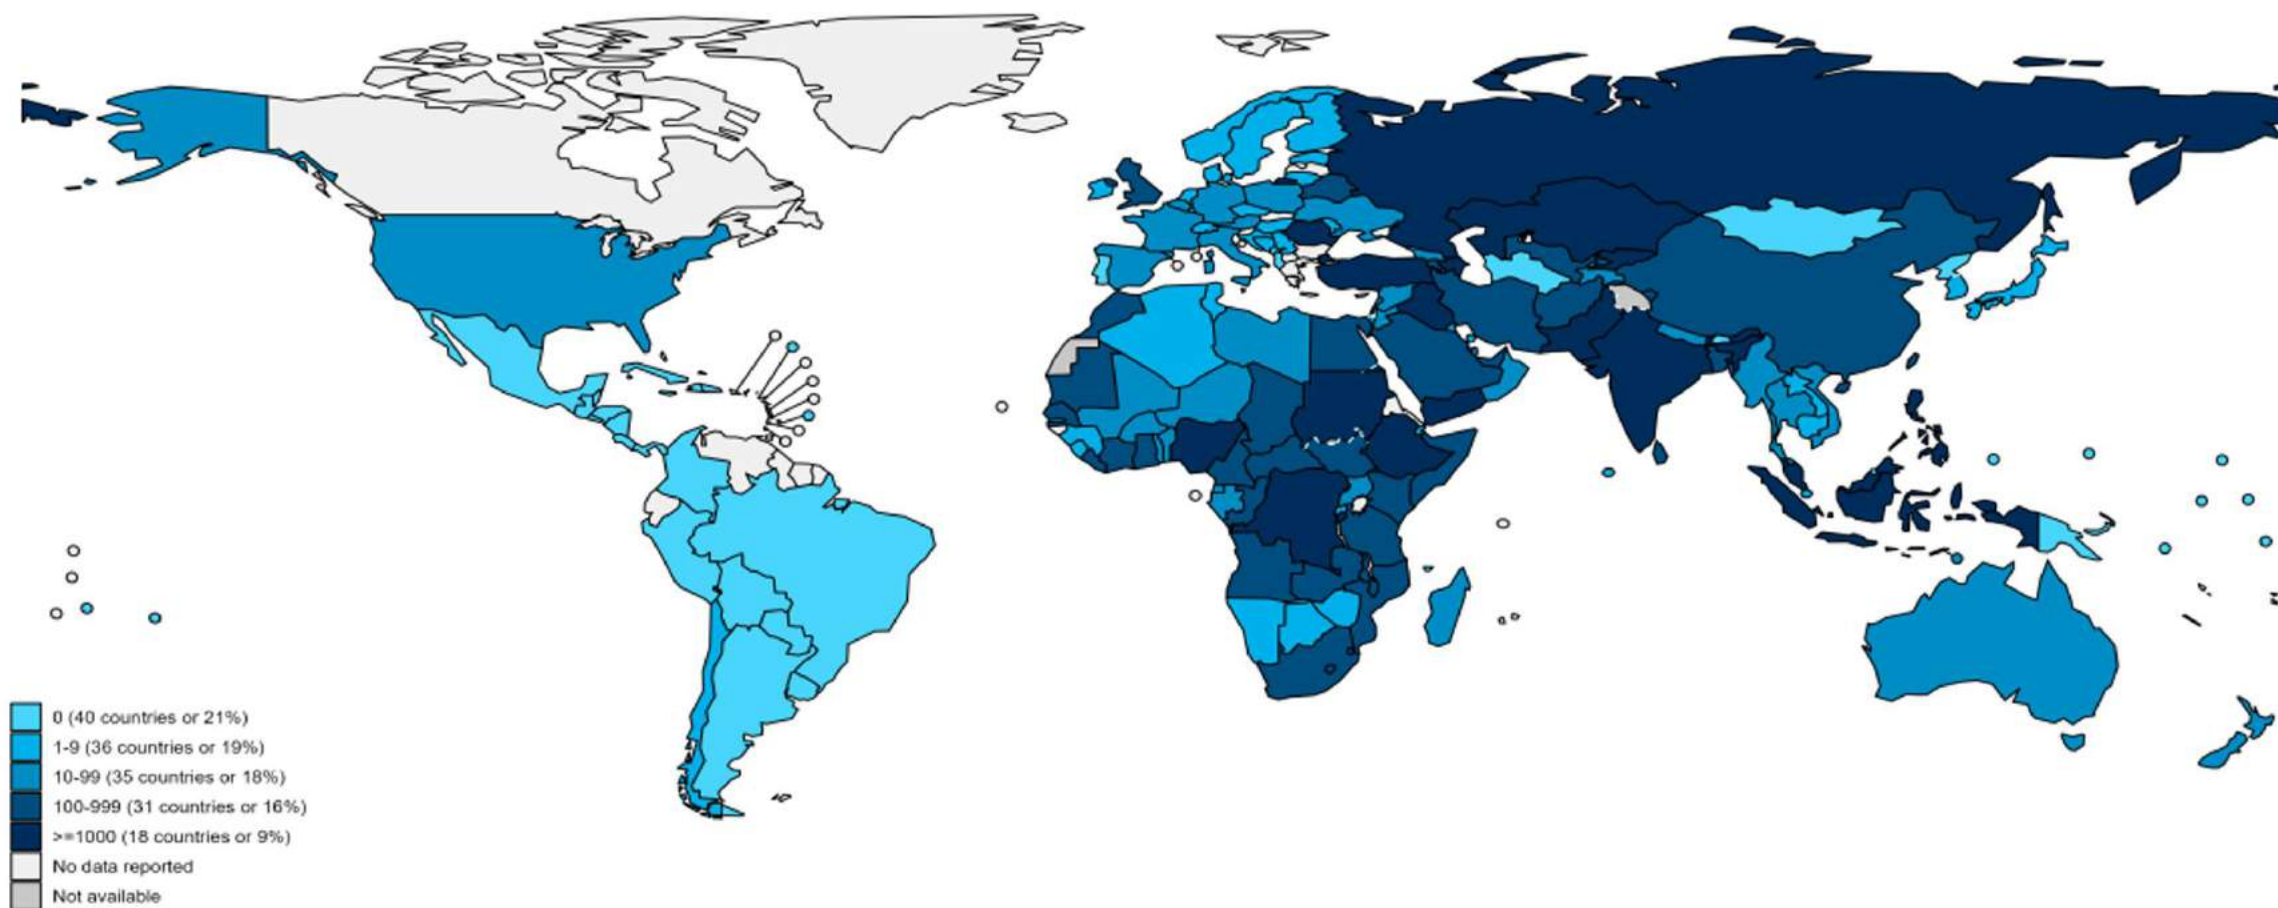 0 (40 countries or 21%)
1-9 (36 countries or 19%)
10-99 (35 countries or 18%)
100-999 (31 countries or 16%)
>=1000 (18 countries or 9%)
No data reported
Not available